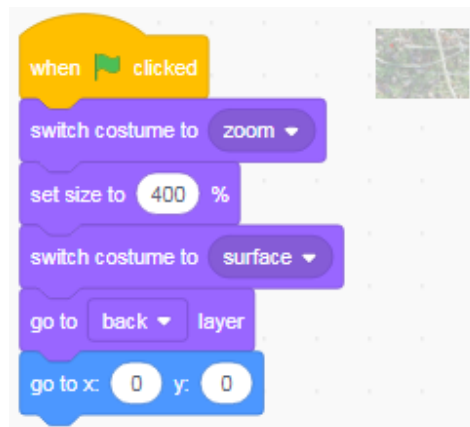 when clicked
switch costume to zoom
set size to 400 %
switch costume to surface
go to back layer
go to x: 0 y: 0